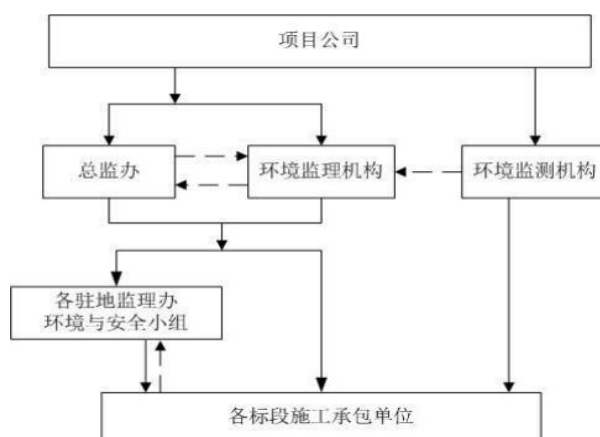 项目公司
总监办
环境监理机构
环境监测机构
各驻地监理办
环境与安全小组
各标段施工承包单位